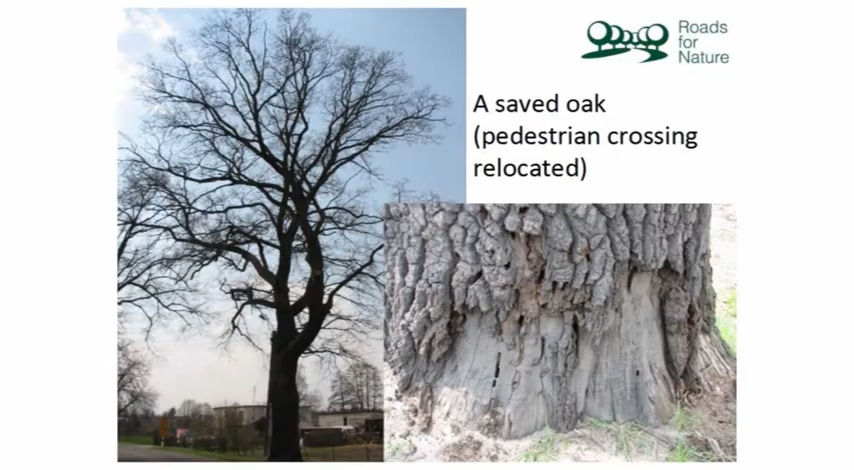 Roads
for
Nature
A saved oak
(pedestrian crossing
relocated)